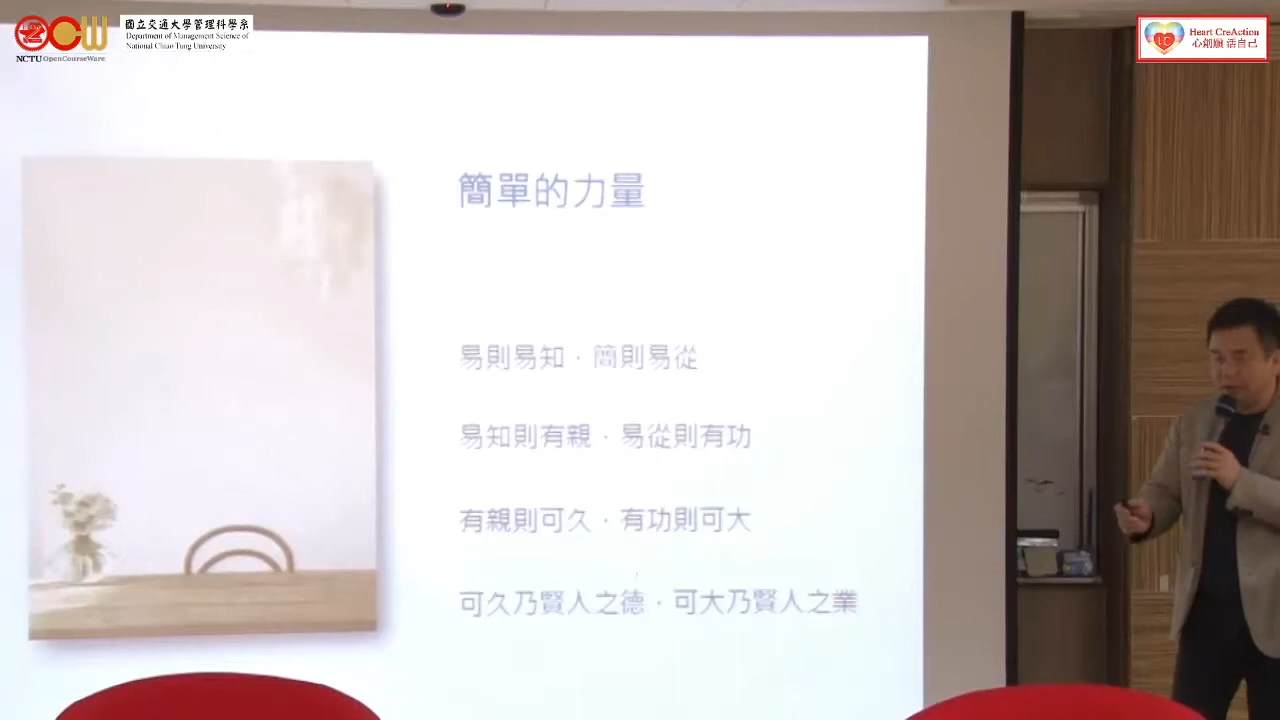 NCTU OpenCourseWare
國立交通大學管理科學系
Department of Management Science of
National Chiao Tung University
Heart CreAction
心創願 活自己
簡單的力量
易則易知．簡則易從
易知則有親．易從則有功
有親則可久．有功則可大
可久乃賢人之德．可大乃賢人之業